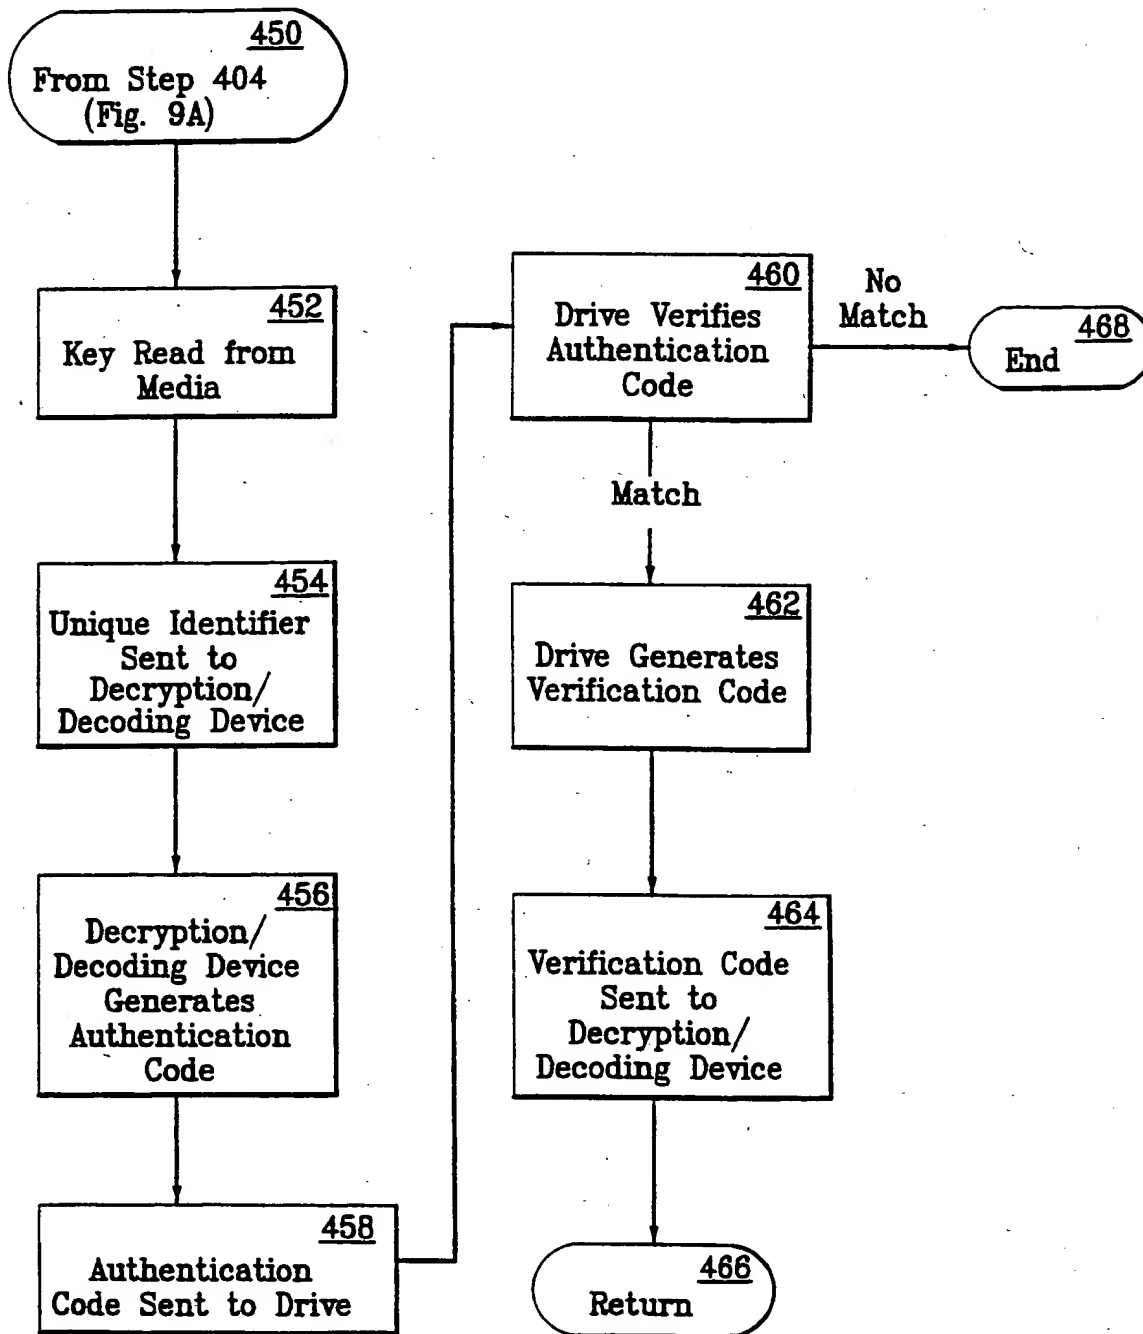 450
From Step 404
(Fig. 9A)
452
Key Read from
Media
454
Unique Identifier
Sent to
Decryption/
Decoding Device
456
Decryption/
Decoding Device
Generates
Authentication
Code
458
Authentication
Code Sent to Drive
460
Drive Verifies
Authentication
Code
No
Match
468
End
Match
462
Drive Generates
Verification Code
464
Verification Code
Sent to
Decryption/
Decoding Device
466
Return